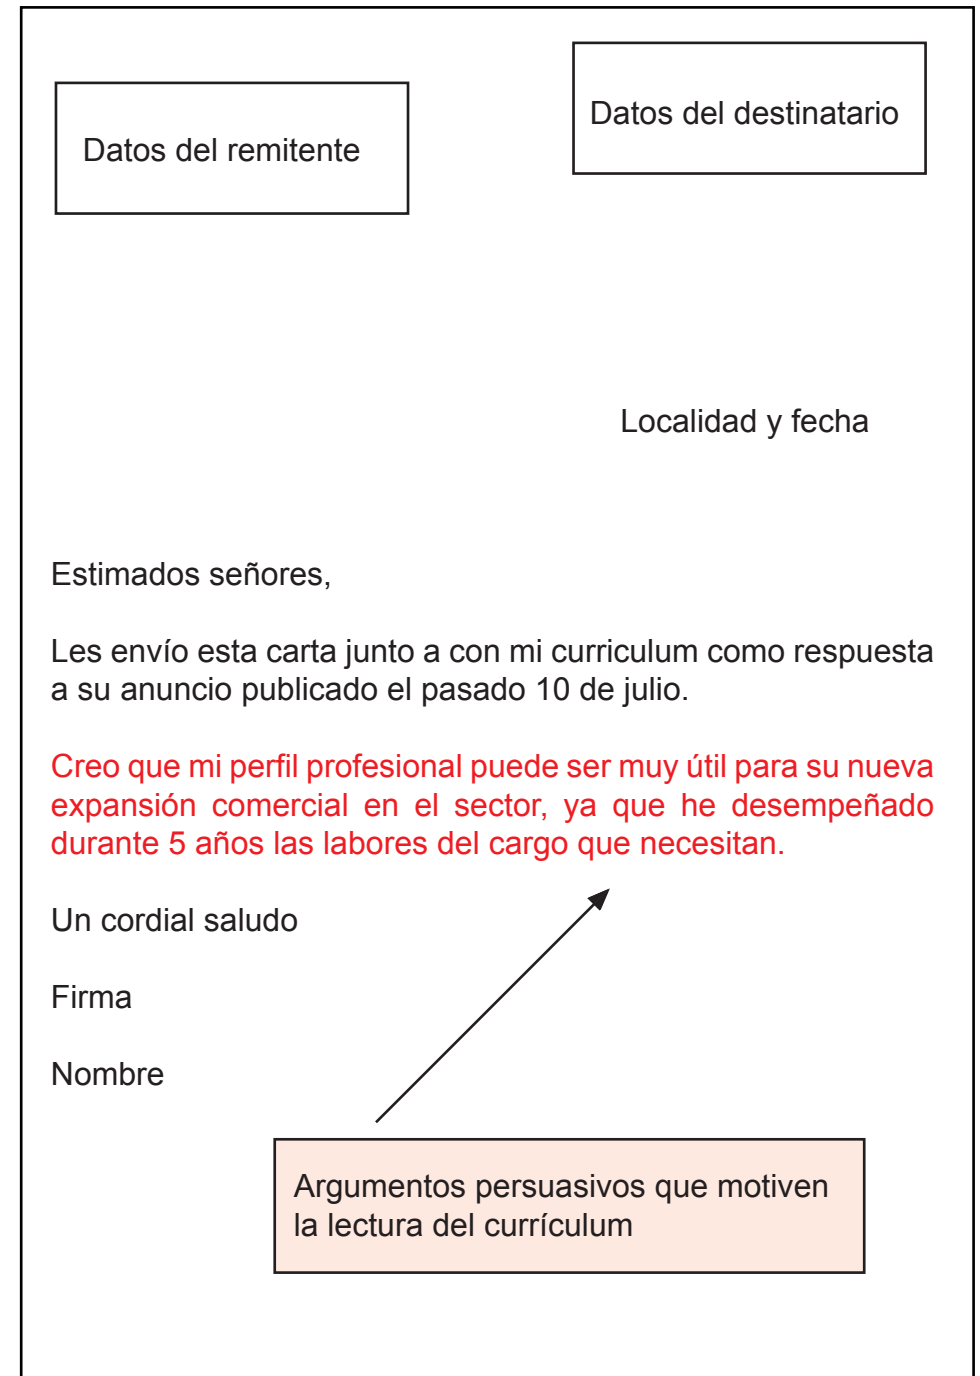 Datos del remitente
Datos del destinatario
Localidad y fecha
Estimados señores,
Les envío esta carta junto a con mi curriculum como respuesta
a su anuncio publicado el pasado 10 de julio.
Creo que mi perfil profesional puede ser muy útil para su nueva
expansión comercial en el sector, ya que he desempeñado
durante 5 años las labores del cargo que necesitan.
Un cordial saludo
Firma
Nombre
Argumentos persuasivos que motiven
la lectura del currículum